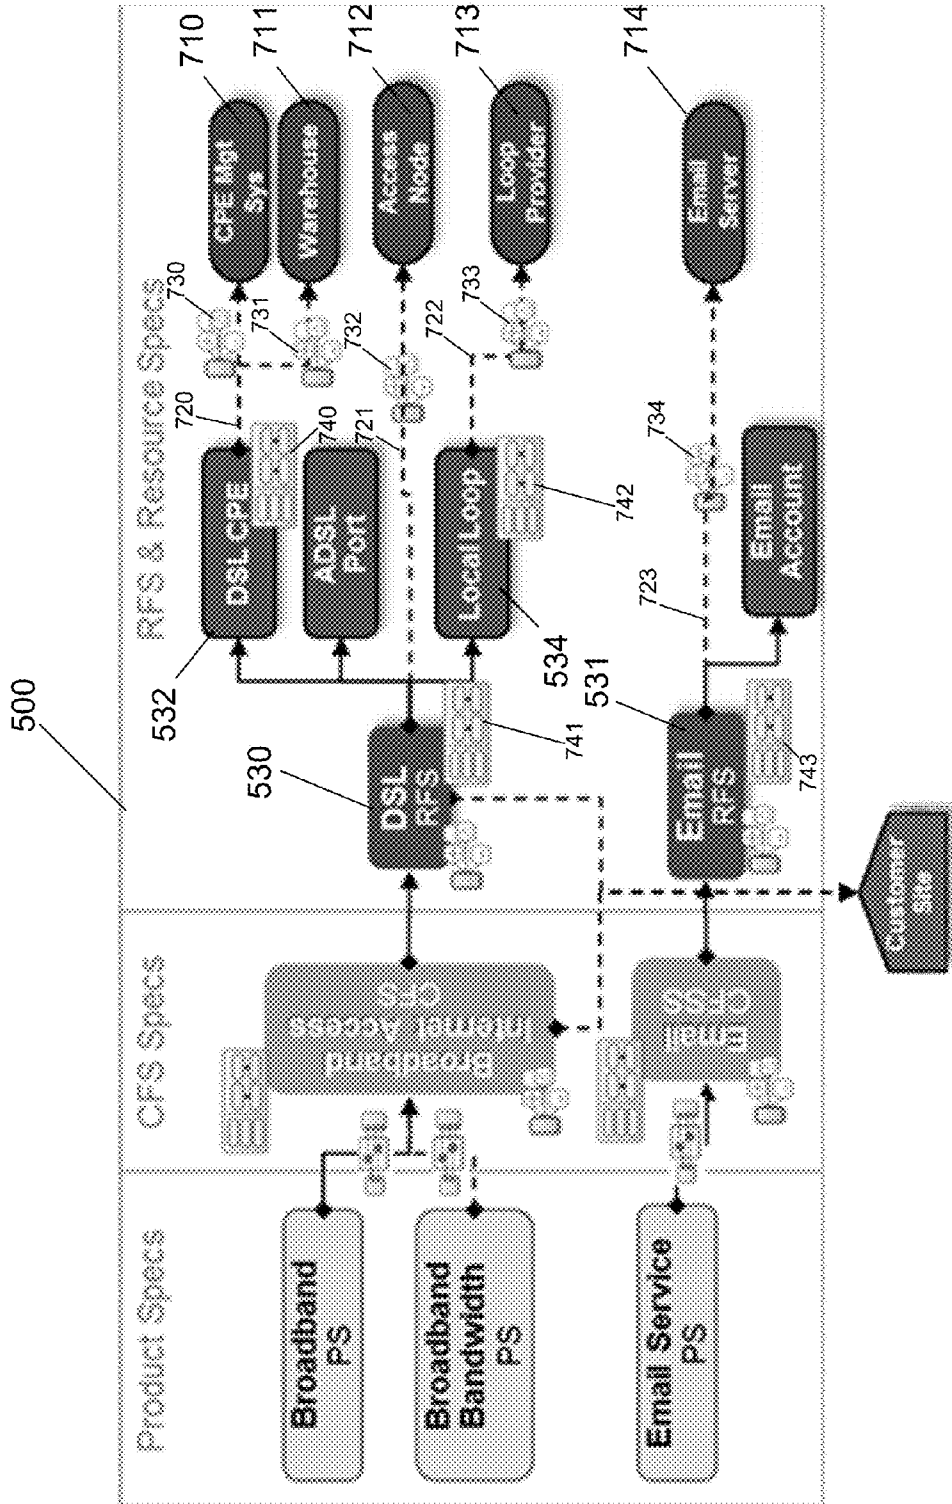 500
Product Specs
CFS Specs
RFS & Resource Specs
Broadband
PS
Broadband
Bandwidth
PS
Email Service
PS
Broadband
Internet Access
CFS
Email
CFSS
530
DSL
RFS
741
531
Email
RFS
743
532
DSL CPE
740
ADSL
Port
534
Local Loop
742
Email
Account
720
721
722
723
730
731
732
733
734
710
CPE Mgt
Sys
711
Warehouse
712
Access
Node
713
Loop
Provider
714
Email
Server
Customer
Site